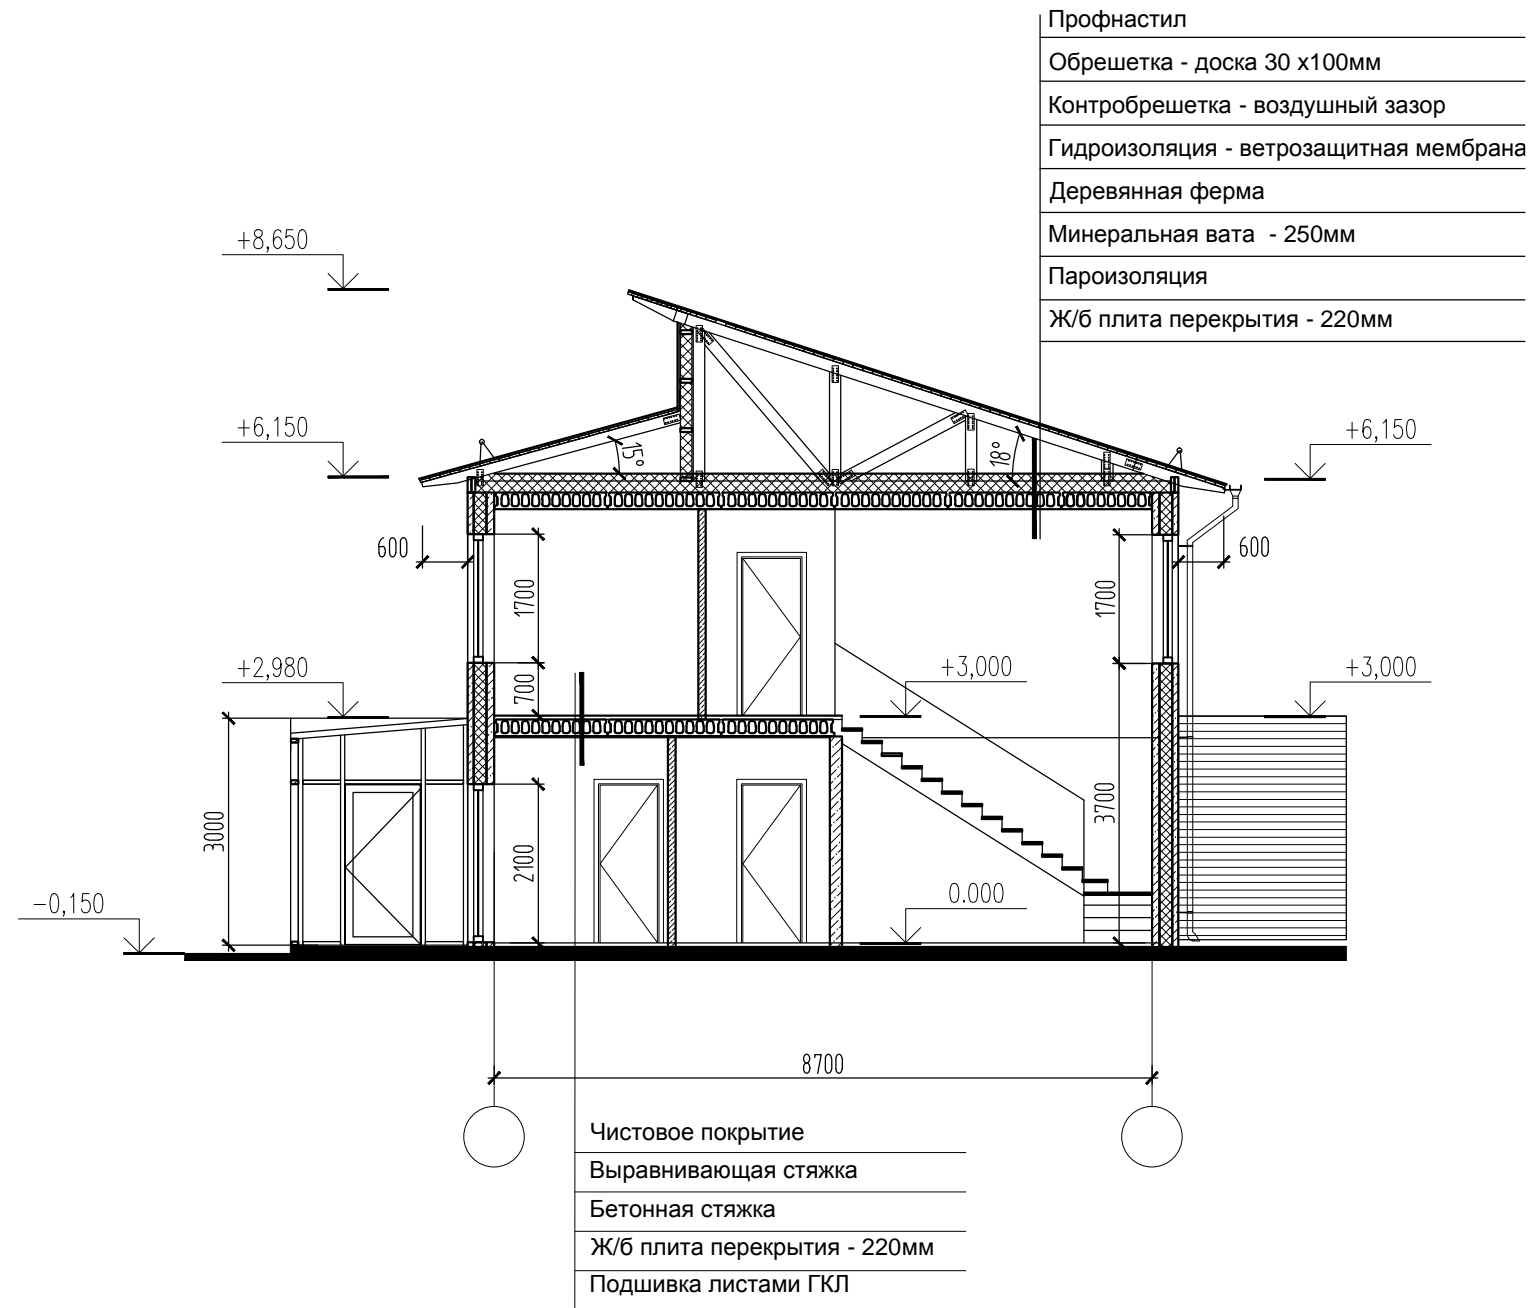 Профнастил
Обрешетка - доска 30 х100мм
Контробрешетка - воздушный зазор
Гидроизоляция - ветрозащитная мембрана
Деревянная ферма
Минеральная вата - 250мм
Пароизоляция
Ж/б плита перекрытия - 220мм
+8,650
+6,150
+6,150
15°
18°
600
600
1700
1700
+2,980
700
+3,000
+3,000
3000
2100
3700
-0,150
0.000
8700
Чистовое покрытие
Выравнивающая стяжка
Бетонная стяжка
Ж/б плита перекрытия - 220мм
Подшивка листами ГКЛ